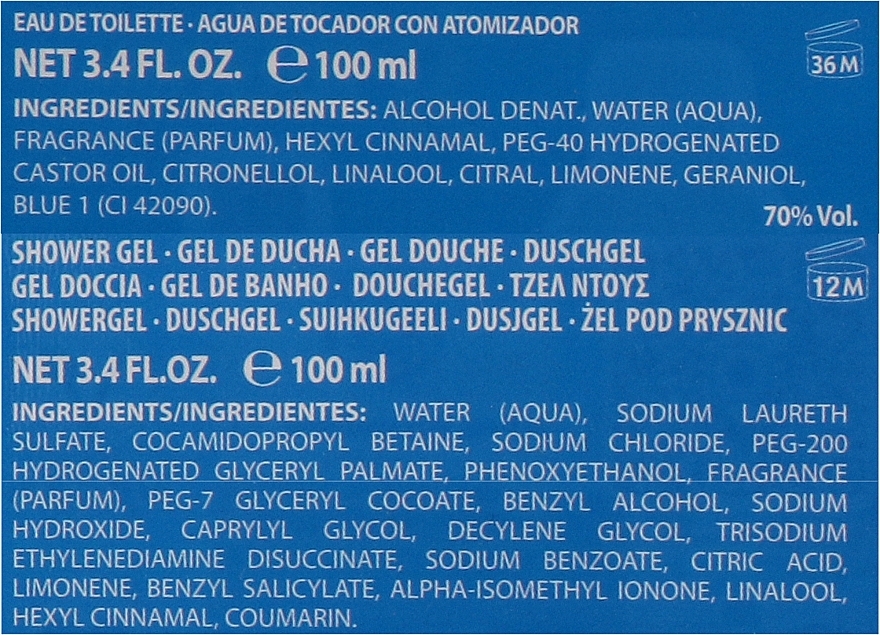 EAU DE TOILETTE · AGUA DE TOCADOR CON ATOMIZADOR
NET 3.4 FL. OZ. ℮ 100 ml
36 M
INGREDIENTS/INGREDIENTES: ALCOHOL DENAT., WATER (AQUA),
FRAGRANCE (PARFUM), HEXYL CINNAMAL, PEG-40 HYDROGENATED
CASTOR OIL, CITRONELLOL, LINALOOL, CITRAL, LIMONENE, GERANIOL,
BLUE 1 (CI 42090).
70% Vol.
SHOWER GEL · GEL DE DUCHA · GEL DOUCHE · DUSCHGEL
GEL DOCCIA · GEL DE BANHO · DOUCHEGEL · ΤΖΕΛ ΝΤΟΥΣ
12 M
SHOWERGEL · DUSCHGEL · SUIHKUGEELI · DUSJGEL · ŻEL POD PRYSZNIC
NET 3.4 FL.OZ. ℮ 100 ml
INGREDIENTS/INGREDIENTES: WATER (AQUA), SODIUM LAURETH
SULFATE, COCAMIDOPROPYL BETAINE, SODIUM CHLORIDE, PEG-200
HYDROGENATED GLYCERYL PALMATE, PHENOXYETHANOL, FRAGRANCE
(PARFUM), PEG-7 GLYCERYL COCOATE, BENZYL ALCOHOL, SODIUM
HYDROXIDE, CAPRYLYL GLYCOL, DECYLENE GLYCOL, TRISODIUM
ETHYLENEDIAMINE DISUCCINATE, SODIUM BENZOATE, CITRIC ACID,
LIMONENE, BENZYL SALICYLATE, ALPHA-ISOMETHYL IONONE, LINALOOL,
HEXYL CINNAMAL, COUMARIN.